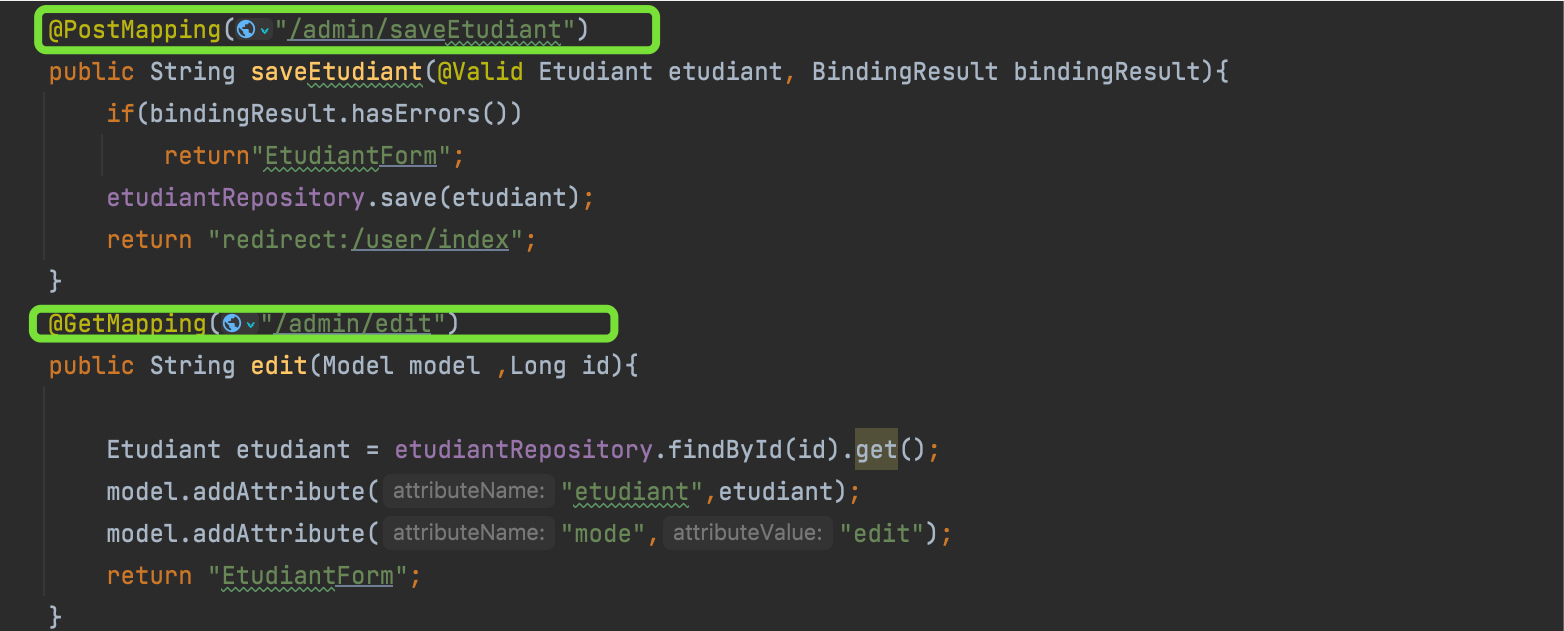 @PostMapping("/admin/saveEtudiant")
public String saveEtudiant(@Valid Etudiant etudiant, BindingResult bindingResult){
if(bindingResult.hasErrors())
return"EtudiantForm";
etudiantRepository.save(etudiant);
return "redirect:/user/index";
}
@GetMapping("/admin/edit")
public String edit(Model model ,Long id){
Etudiant etudiant = etudiantRepository.findById(id).get();
model.addAttribute( attributeName: "etudiant",etudiant);
model.addAttribute( attributeName: "mode", attributeValue: "edit");
return "EtudiantForm";
}